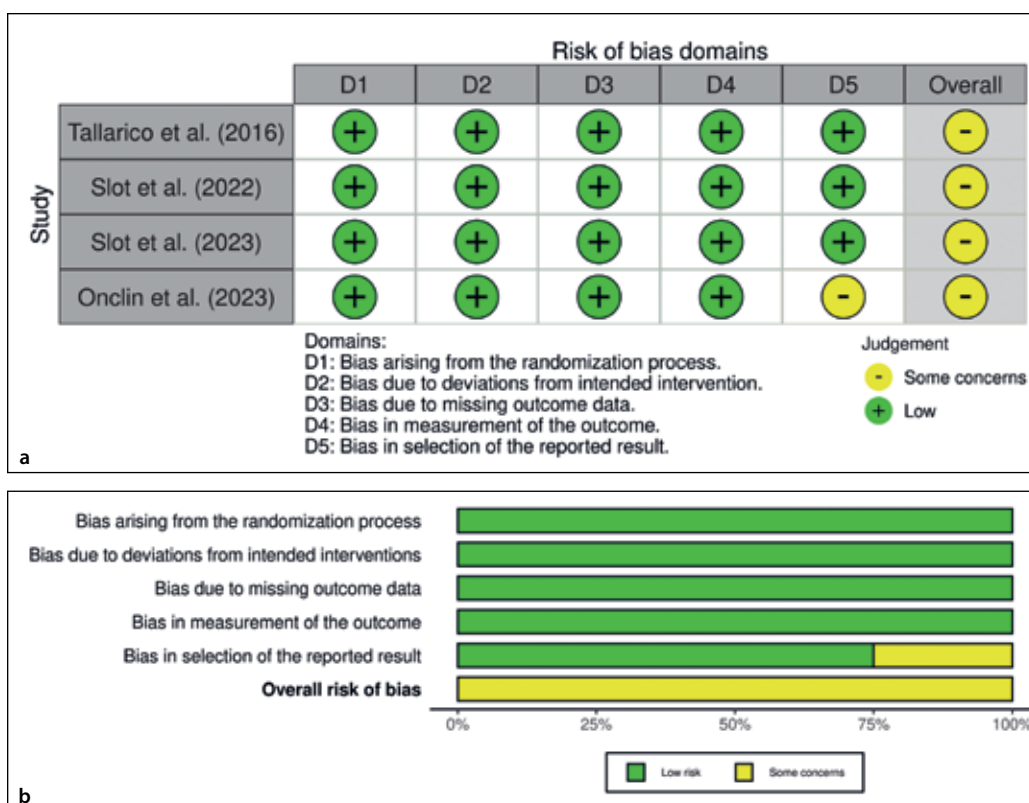 Risk of bias domains
D1 D2 D3 D4 D5 Overall
Study
Tallarico et al. (2016) + + + + + -
Slot et al. (2022) + + + + + -
Slot et al. (2023) + + + + + -
Onclin et al. (2023) + + + + - -
Domains:
D1: Bias arising from the randomization process.
D2: Bias due to deviations from intended intervention.
D3: Bias due to missing outcome data.
D4: Bias in measurement of the outcome.
D5: Bias in selection of the reported result.
Judgement
- Some concerns
+ Low
a
Bias arising from the randomization process
Bias due to deviations from intended interventions
Bias due to missing outcome data
Bias in measurement of the outcome
Bias in selection of the reported result
Overall risk of bias
0% 25% 50% 75% 100%
Low risk Some concerns
b